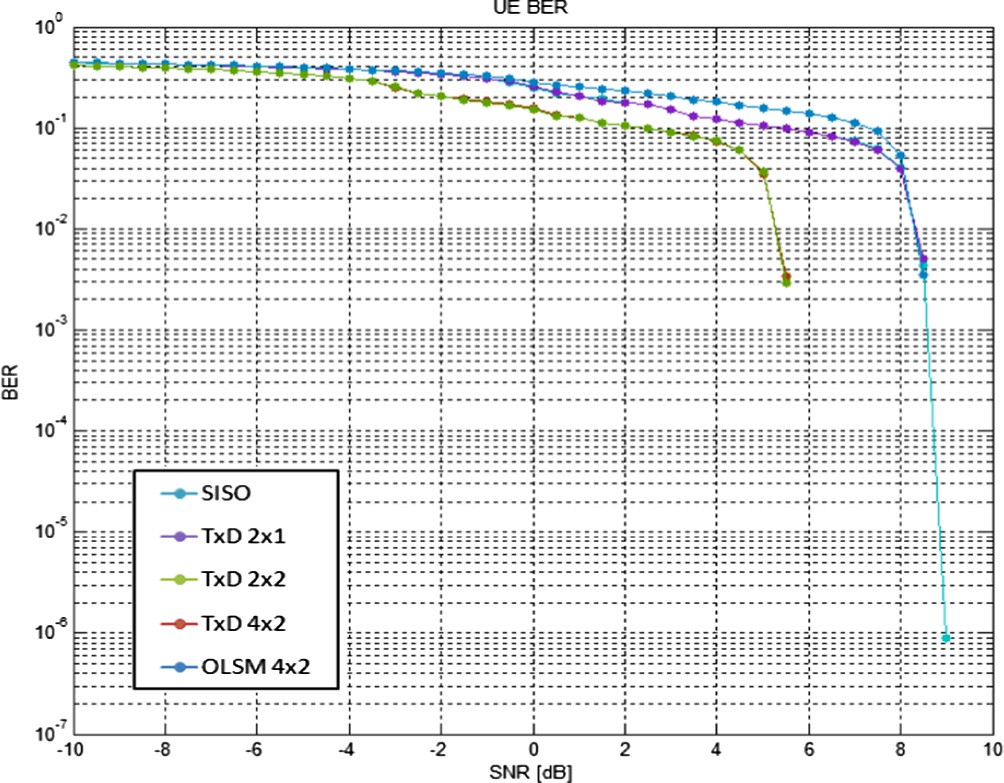 UE BER
10^0
10^-1
10^-2
10^-3
10^-4
10^-5
10^-6
10^-7
BER
SISO
TxD 2x1
TxD 2x2
TxD 4x2
OLSM 4x2
-10 -8 -6 -4 -2 0 2 4 6 8 10
SNR [dB]